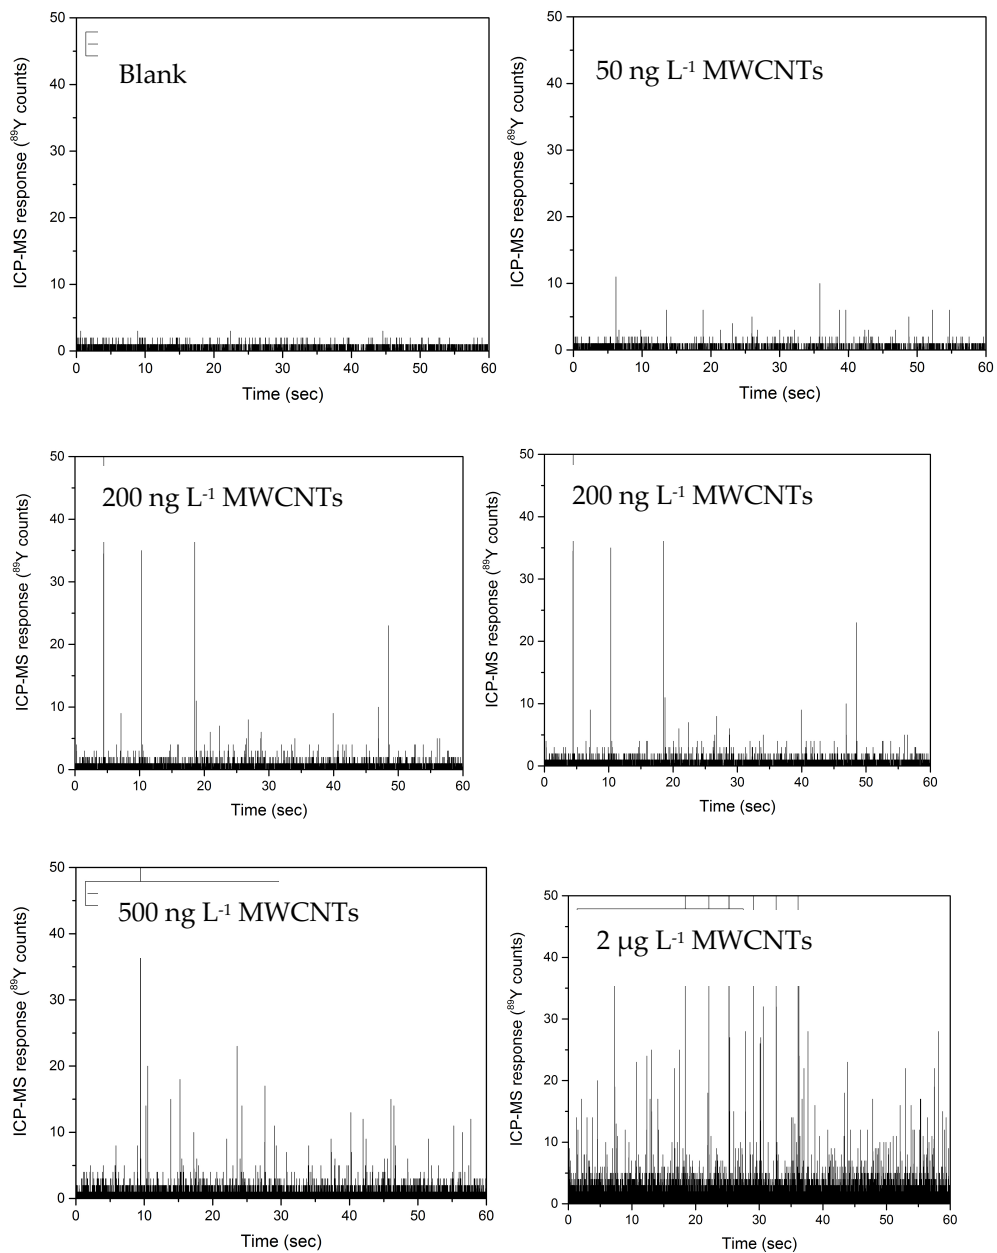 50
40
30
20
10
0
0 10 20 30 40 50 60
ICP-MS response (⁸⁹Y counts)
Time (sec)
Blank
50
40
30
20
10
0
0 10 20 30 40 50 60
ICP-MS response (⁸⁹Y counts)
Time (sec)
50 ng L⁻¹ MWCNTs
50
40
30
20
10
0
0 10 20 30 40 50 60
ICP-MS response (⁸⁹Y counts)
Time (sec)
200 ng L⁻¹ MWCNTs
50
40
30
20
10
0
0 10 20 30 40 50 60
ICP-MS response (⁸⁹Y counts)
Time (sec)
200 ng L⁻¹ MWCNTs
50
40
30
20
10
0
0 10 20 30 40 50 60
ICP-MS response (⁸⁹Y counts)
Time (sec)
500 ng L⁻¹ MWCNTs
50
40
30
20
10
0
0 10 20 30 40 50 60
ICP-MS response (⁸⁹Y counts)
Time (sec)
2 µg L⁻¹ MWCNTs